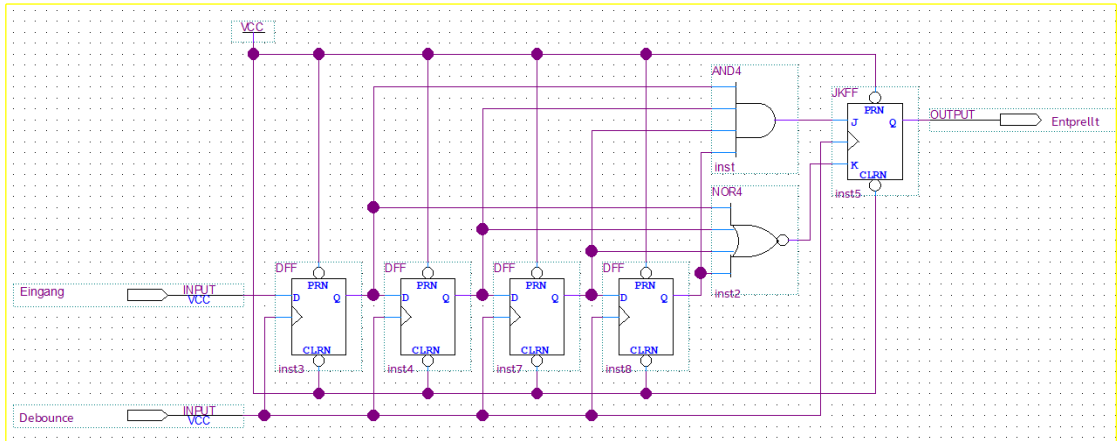 VCC
AND4
JKFF
PRN
J
Q
OUTPUT
Entprellt
K
CLRN
inst
inst5
NOR4
inst2
DFF
DFF
DFF
DFF
PRN
PRN
PRN
PRN
Eingang
INPUT
VCC
D
Q
D
Q
D
Q
D
Q
CLRN
CLRN
CLRN
CLRN
inst3
inst4
inst7
inst8
Debounce
INPUT
VCC